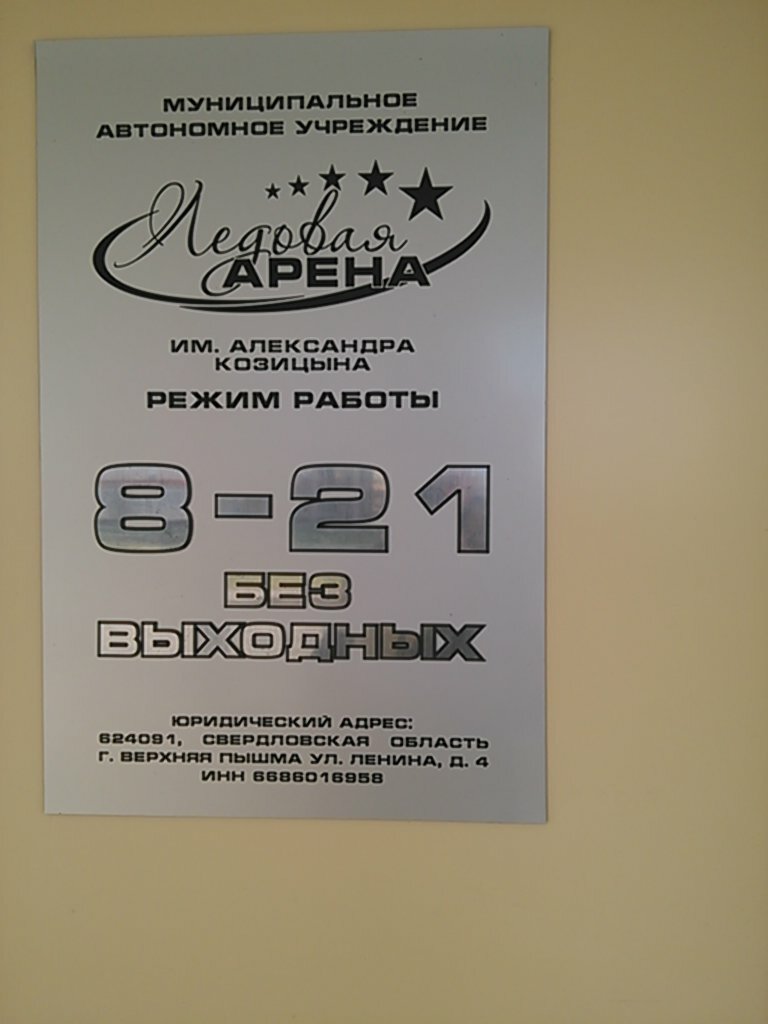 МУНИЦИПАЛЬНОЕ
АВТОНОМНОЕ УЧРЕЖДЕНИЕ
Ледовая
АРЕНА
ИМ. АЛЕКСАНДРА
КОЗИЦЫНА
РЕЖИМ РАБОТЫ
8-21
БЕЗ
ВЫХОДНЫХ
ЮРИДИЧЕСКИЙ АДРЕС:
624091, СВЕРДЛОВСКАЯ ОБЛАСТЬ
Г. ВЕРХНЯЯ ПЫШМА УЛ. ЛЕНИНА, Д. 4
ИНН 6686016958